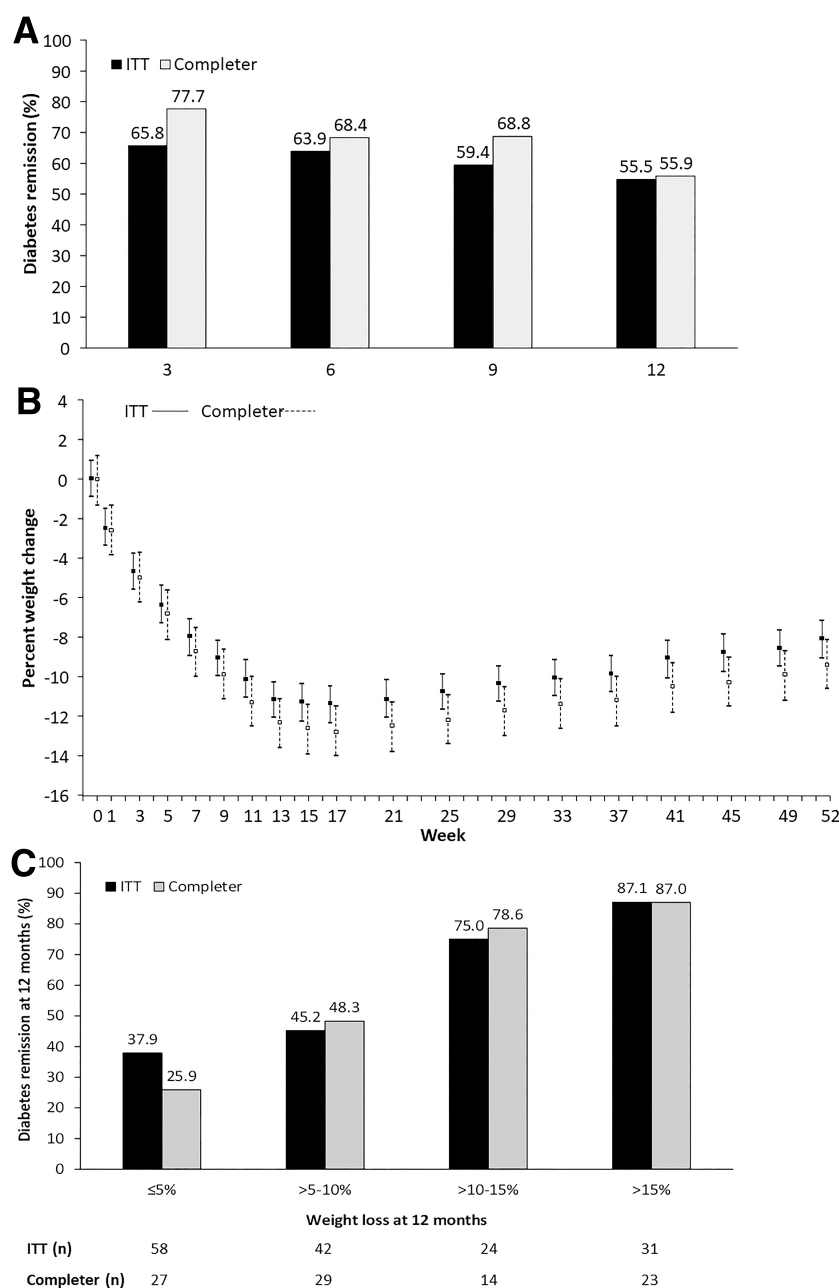 A
100
90
80
70
60
50
40
30
20
10
0
Diabetes remission (%)
ITT Completer
65.8 77.7
63.9 68.4
59.4 68.8
55.5 55.9
3 6 9 12
B
4
2
0
-2
-4
-6
-8
-10
-12
-14
-16
Percent weight change
ITT Completer
0 1 3 5 7 9 11 13 15 17 21 25 29 33 37 41 45 49 52
Week
C
100
90
80
70
60
50
40
30
20
10
0
Diabetes remission at 12 months (%)
ITT Completer
37.9 25.9
45.2 48.3
75.0 78.6
87.1 87.0
≤5% >5-10% >10-15% >15%
Weight loss at 12 months
ITT (n) 58 42 24 31
Completer (n) 27 29 14 23